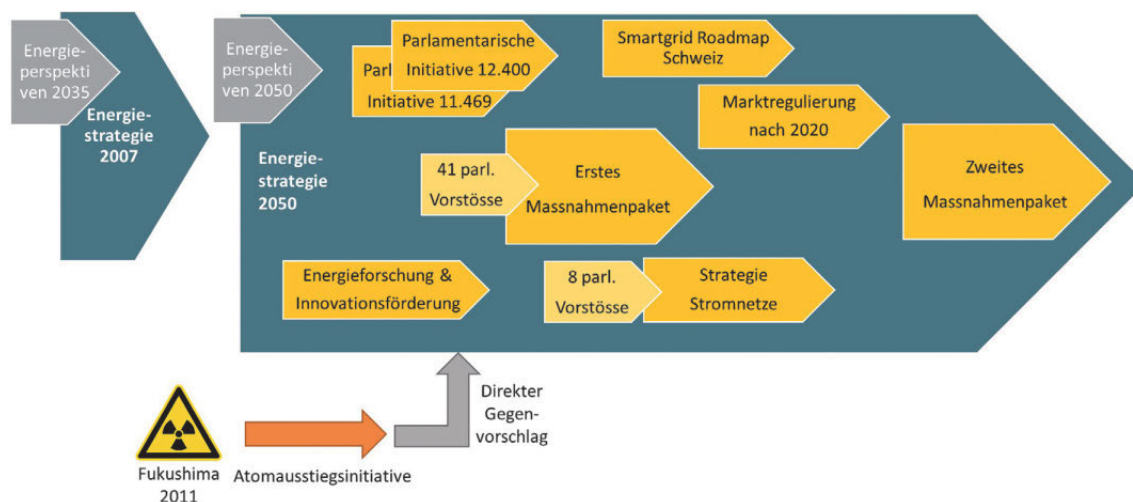 Energie-
perspekti
ven 2035
Energie-
strategie
2007
Energie-
perspekti
ven 2050
Energie-
strategie
2050
Parlamentarische
Initiative 12.400
Parl
Initiative 11.469
Smartgrid Roadmap
Schweiz
Marktregulierung
nach 2020
41 parl.
Vorstösse
Erstes
Massnahmenpaket
Zweites
Massnahmenpaket
Energieforschung &
Innovationsförderung
8 parl.
Vorstösse
Strategie
Stromnetze
Direkter
Gegen-
vorschlag
Fukushima
2011
Atomausstiegsinitiative